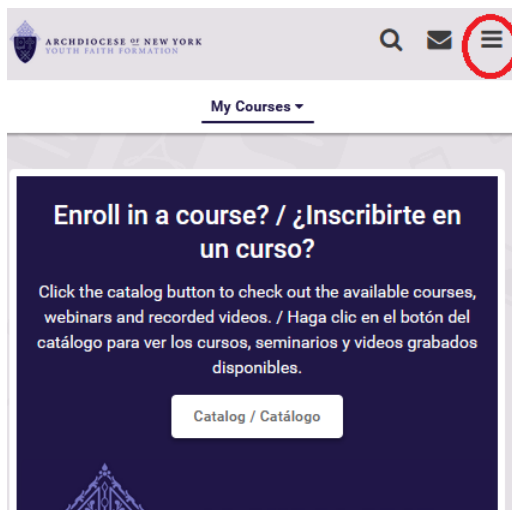 ARCHDIOCESE OF NEW YORK
YOUTH FAITH FORMATION
My Courses
Enroll in a course? / ¿Inscribirte en
un curso?
Click the catalog button to check out the available courses,
webinars and recorded videos. / Haga clic en el botón del
catálogo para ver los cursos, seminarios y videos grabados
disponibles.
Catalog / Catálogo